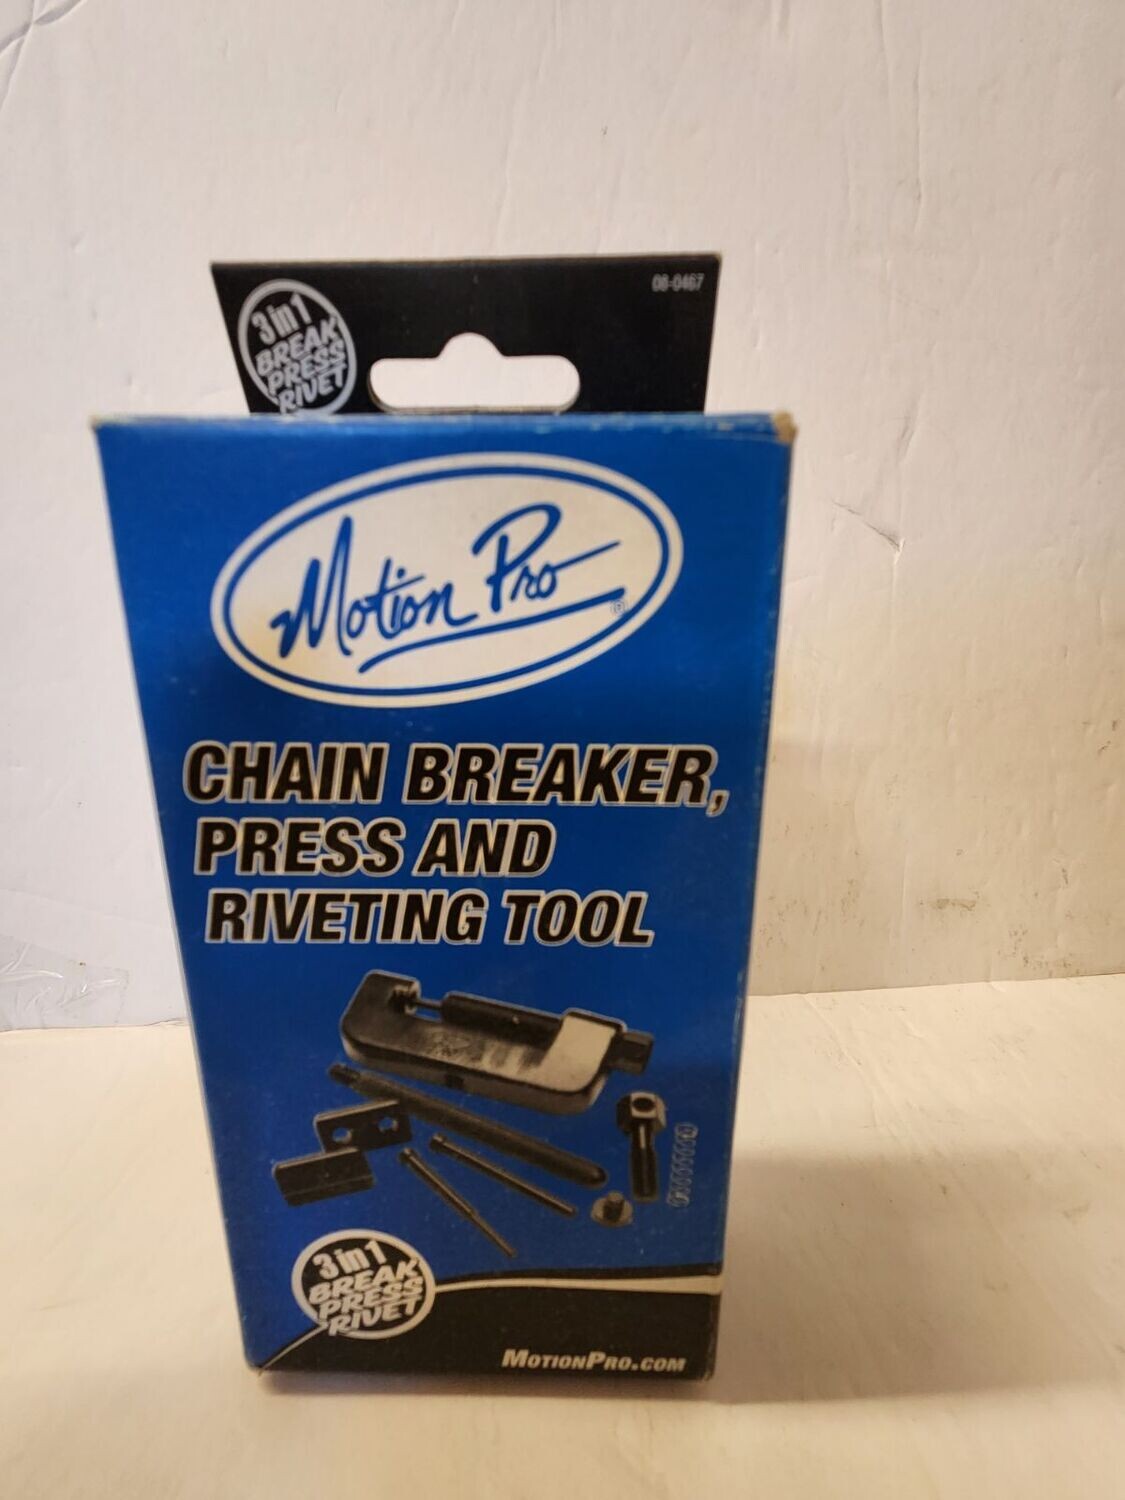 08-0467
3 in 1
BREAK
PRESS
RIVET
Motion Pro®
CHAIN BREAKER,
PRESS AND
RIVETING TOOL
3 in 1
BREAK
PRESS
RIVET
MOTIONPRO.COM